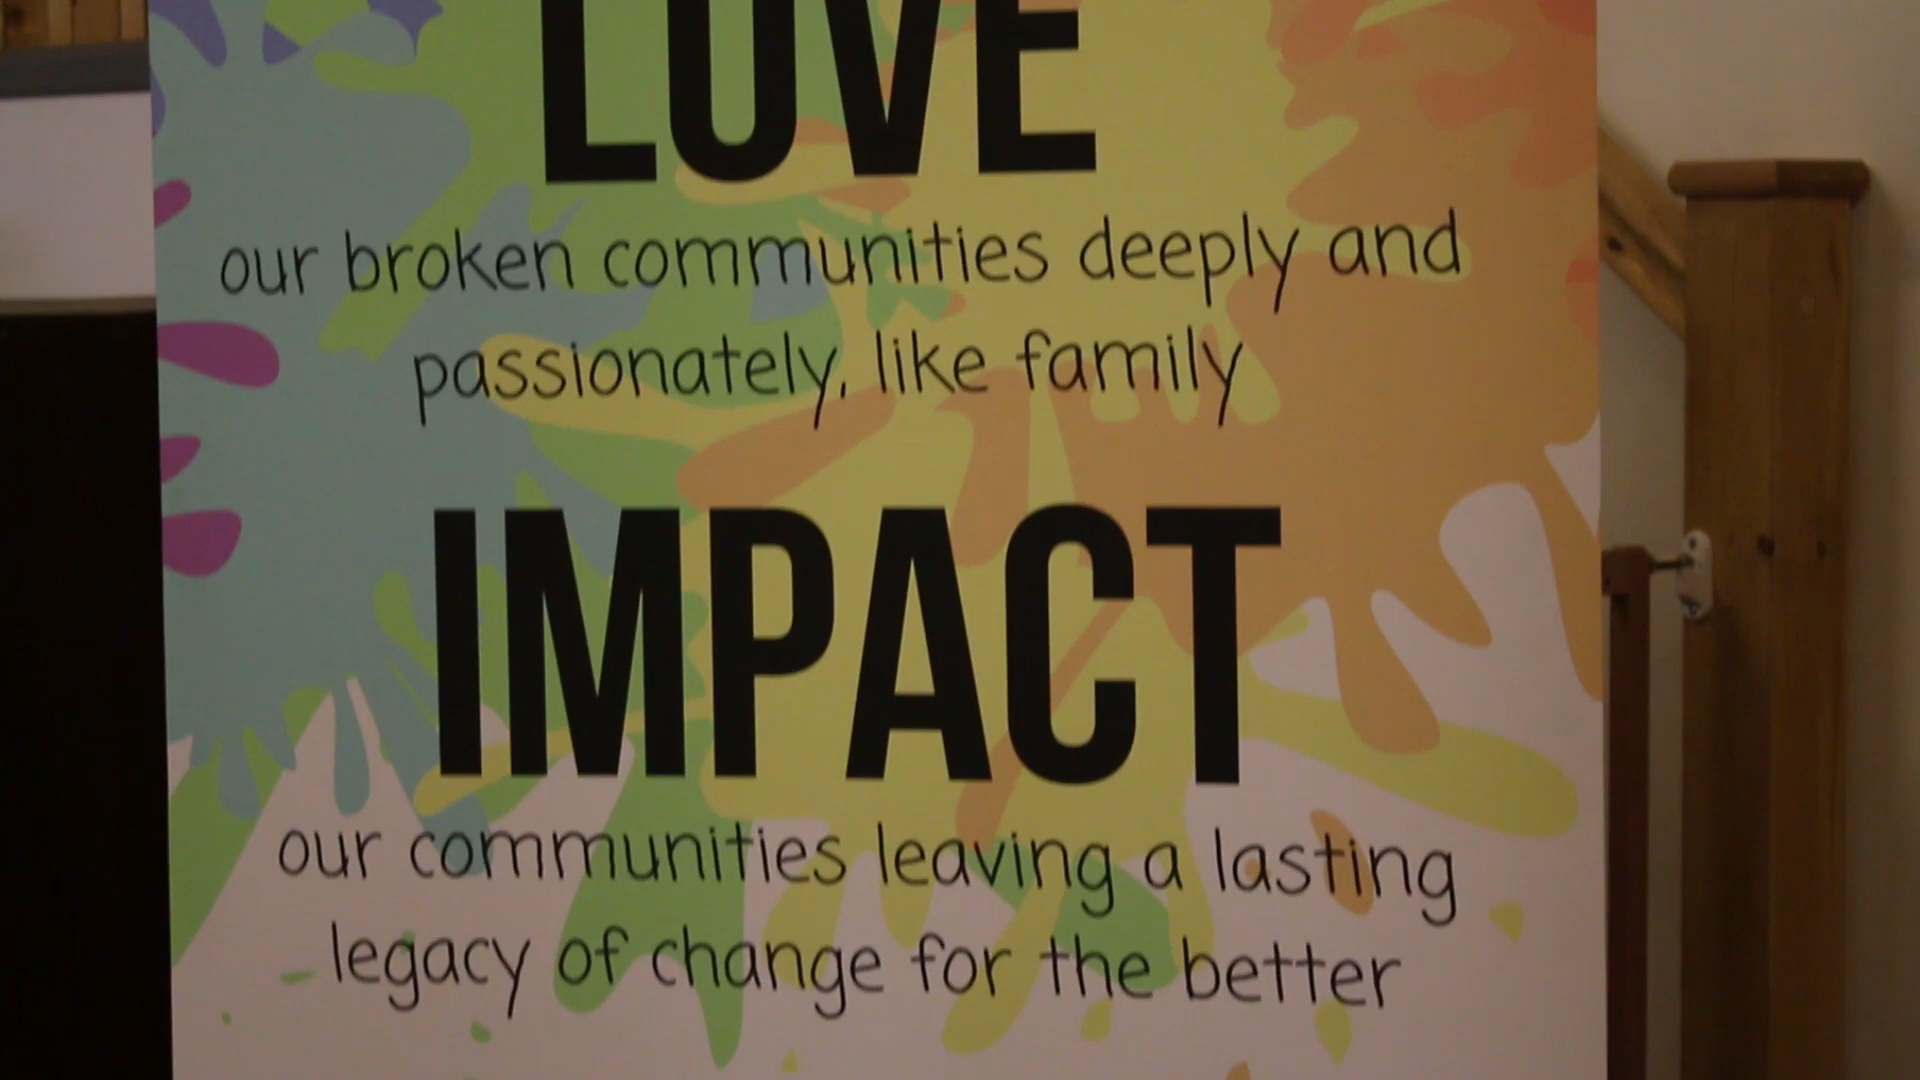 LOVE
our broken communities deeply and
passionately, like family
IMPACT
our communities leaving a lasting
legacy of change for the better